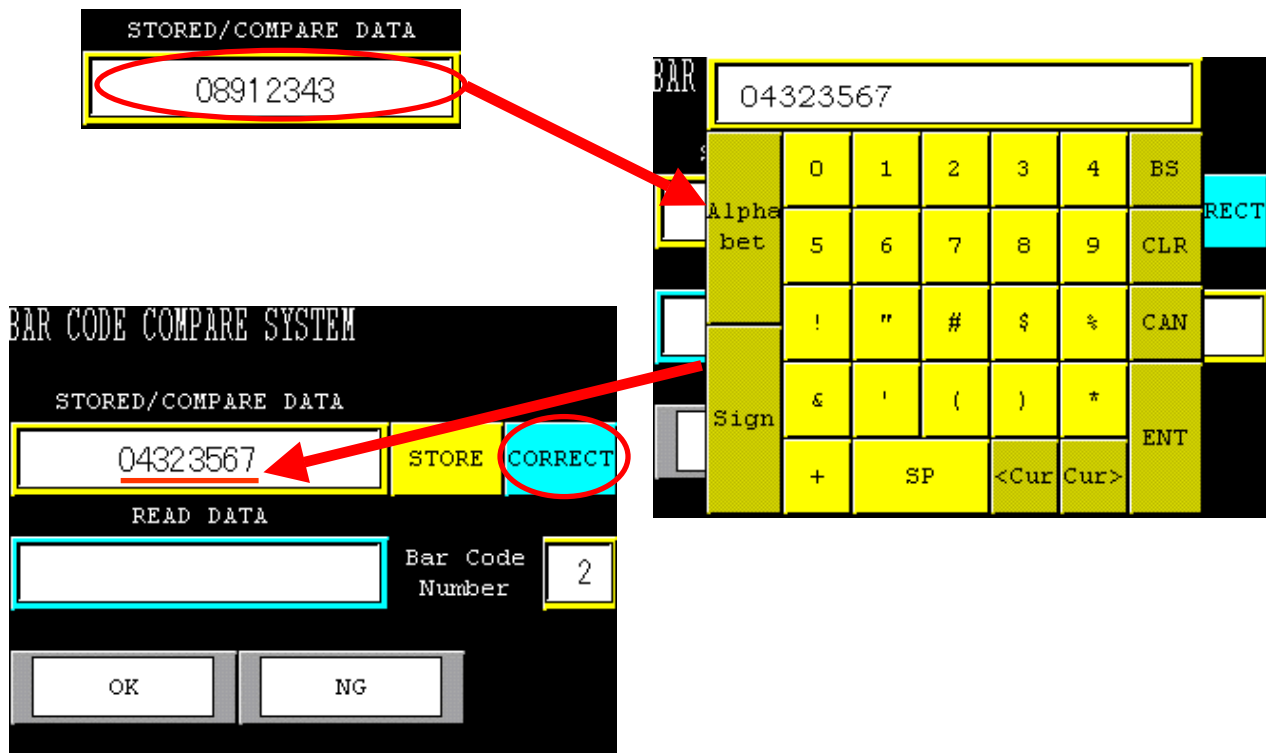 STORED/COMPARE DATA
08912343
BAR
04323567
0 1 2 3 4 BS
Alpha
bet
5 6 7 8 9 CLR
RECT
! " # $ % CAN
Sign
& ' ( ) * ENT
+ SP <Cur Cur>
BAR CODE COMPARE SYSTEM
STORED/COMPARE DATA
04323567 STORE CORRECT
READ DATA
Bar Code
Number
2
OK NG